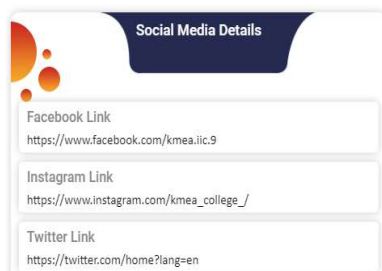 Social Media Details
Facebook Link
https://www.facebook.com/kmea.iic.9
Instagram Link
https://www.instagram.com/kmea_college_/
Twitter Link
https://twitter.com/home?lang=en